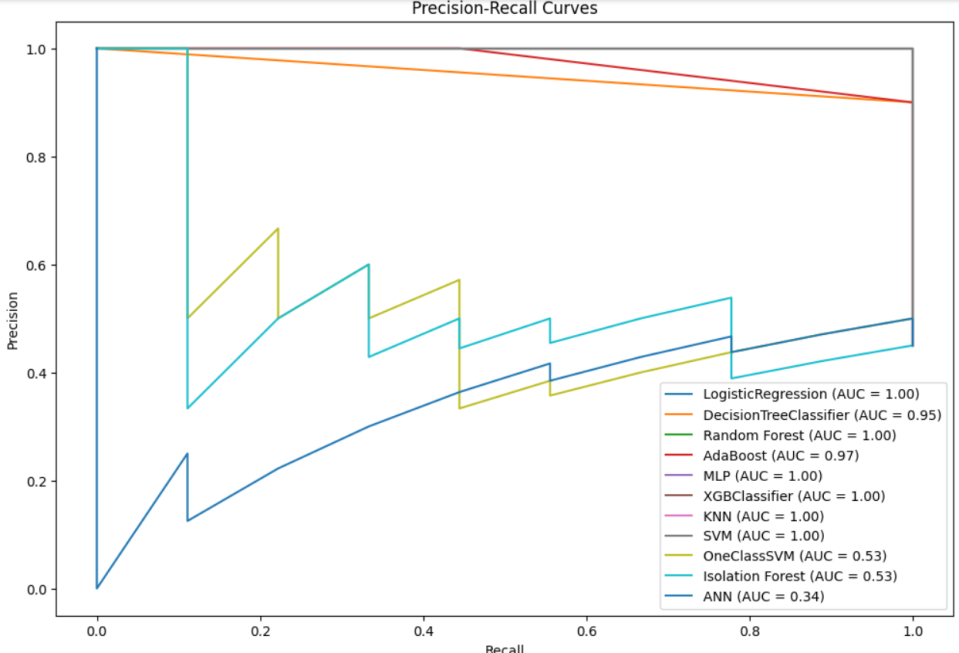 Precision-Recall Curves
Precision
1.0
0.8
0.6
0.4
0.2
0.0
LogisticRegression (AUC = 1.00)
DecisionTreeClassifier (AUC = 0.95)
Random Forest (AUC = 1.00)
AdaBoost (AUC = 0.97)
MLP (AUC = 1.00)
XGBClassifier (AUC = 1.00)
KNN (AUC = 1.00)
SVM (AUC = 1.00)
OneClassSVM (AUC = 0.53)
Isolation Forest (AUC = 0.53)
ANN (AUC = 0.34)
0.0 0.2 0.4 0.6 0.8 1.0
Recall